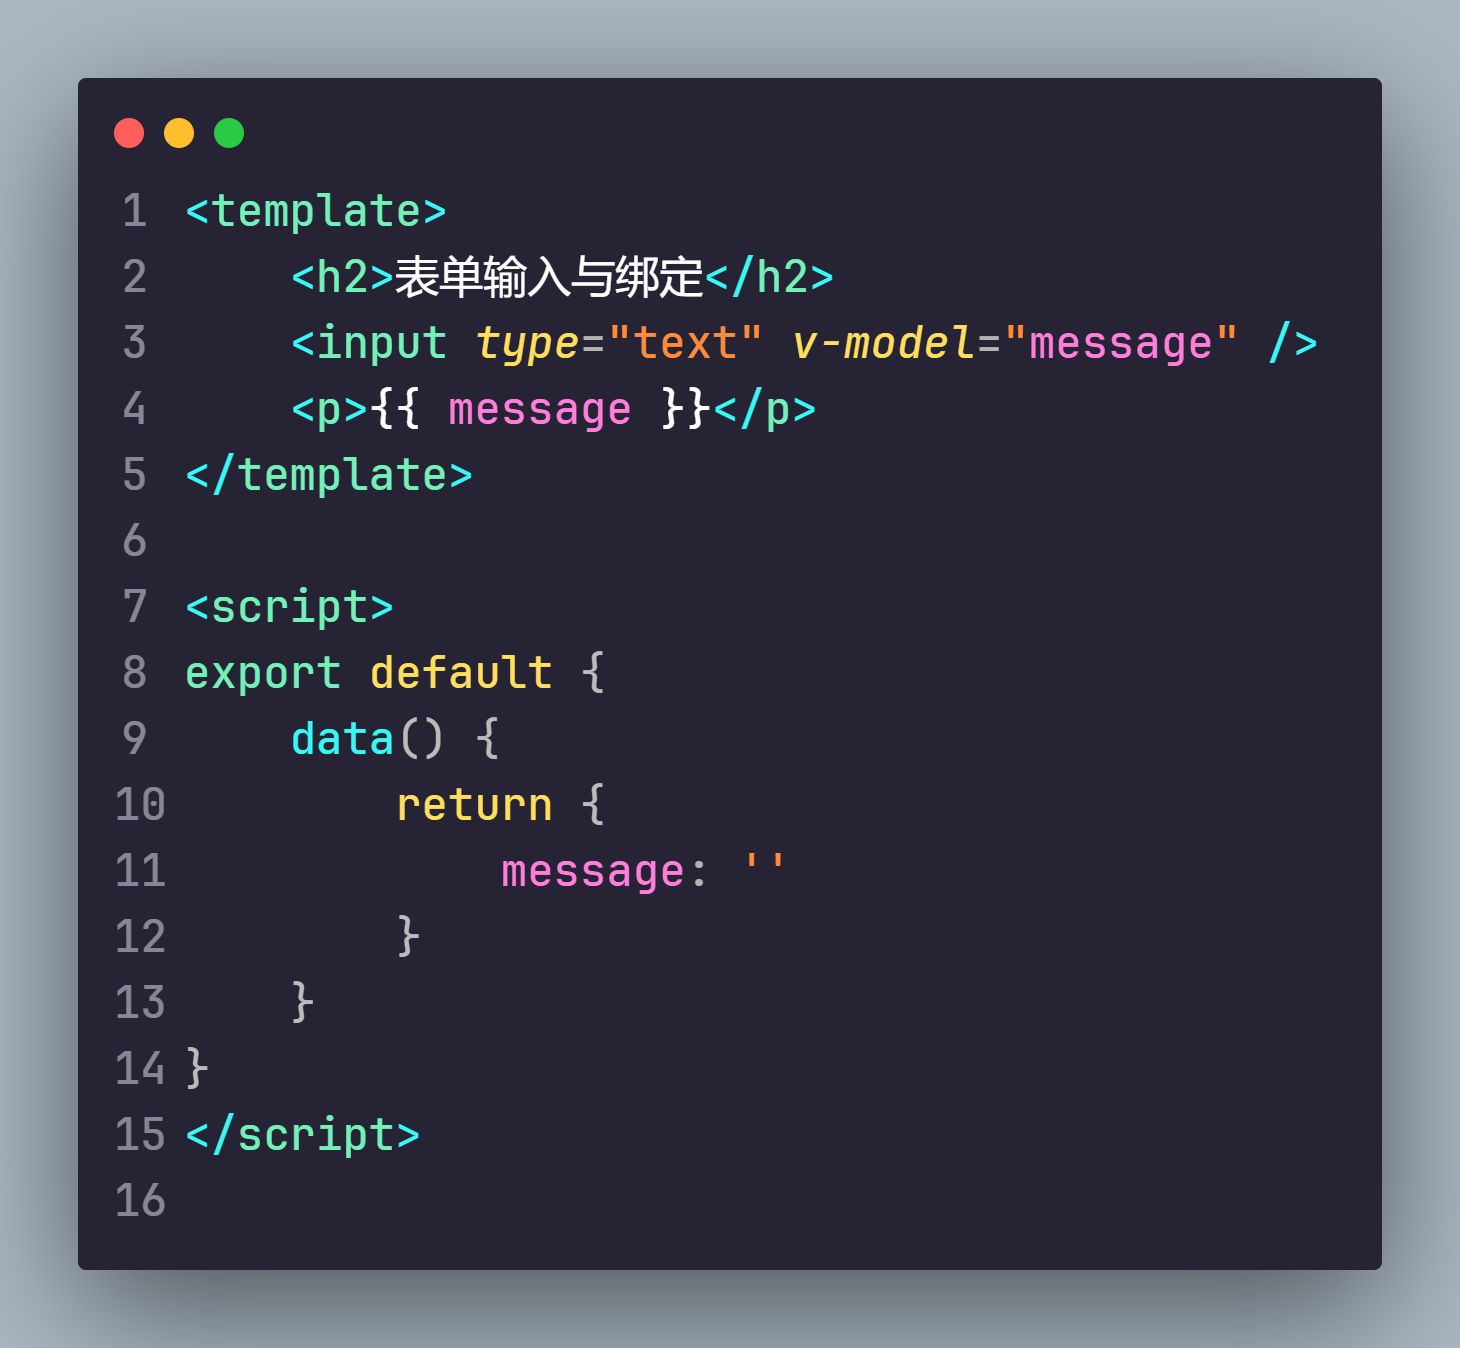 1 <template>
2     <h2>表单输入与绑定</h2>
3     <input type="text" v-model="message" />
4     <p>{{ message }}</p>
5 </template>
6
7 <script>
8 export default {
9     data() {
10         return {
11             message: ''
12         }
13     }
14 }
15 </script>
16